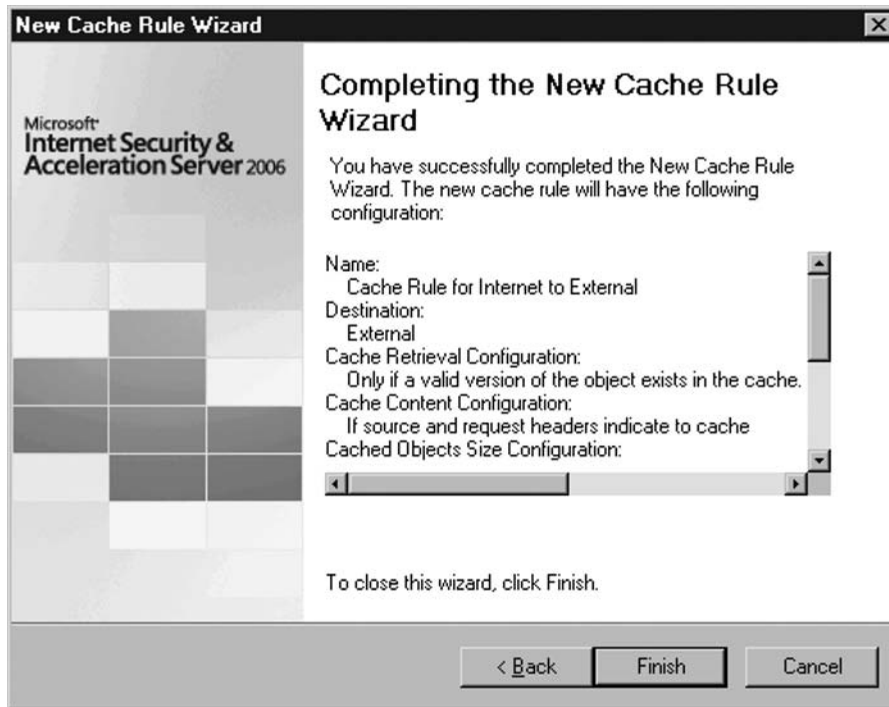 New Cache Rule Wizard
Microsoft
Internet Security &
Acceleration Server 2006
Completing the New Cache Rule
Wizard
You have successfully completed the New Cache Rule
Wizard. The new cache rule will have the following
configuration:
Name:
Cache Rule for Internet to External
Destination:
External
Cache Retrieval Configuration:
Only if a valid version of the object exists in the cache.
Cache Content Configuration:
If source and request headers indicate to cache
Cached Objects Size Configuration:
To close this wizard, click Finish.
< Back
Finish
Cancel